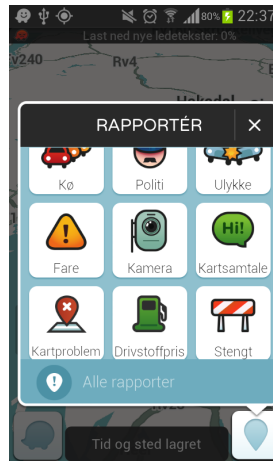 80% 22:37
Last ned nye ledetekster: 0%
v240
Rv4
RAPPORTÉR
Kø Politi Ulykke
Hi!
Fare Kamera Kartsamtale
Kartproblem Drivstoffpris Stengt
Alle rapporter
Tid og sted lagret